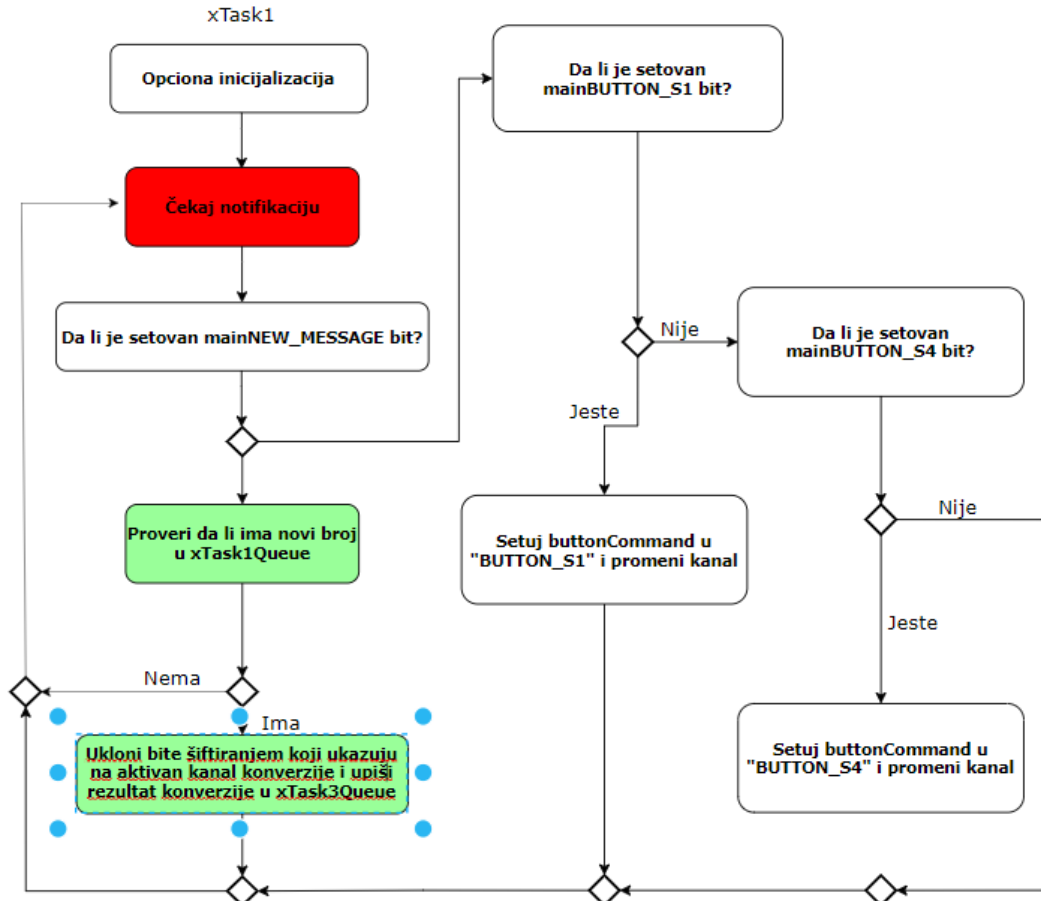 xTask1
Opciona inicijalizacija
Čekaj notifikaciju
Da li je setovan mainNEW_MESSAGE bit?
Proveri da li ima novi broj
u xTask1Queue
Nema
Ima
Ukloni bite šiftiranjem koji ukazuju
na aktivan kanal konverzije i upiši
rezultat konverzije u xTask3Queue
Da li je setovan
mainBUTTON_S1 bit?
Nije
Jeste
Setuj buttonCommand u
"BUTTON_S1" i promeni kanal
Da li je setovan
mainBUTTON_S4 bit?
Nije
Jeste
Setuj buttonCommand u
"BUTTON_S4" i promeni kanal